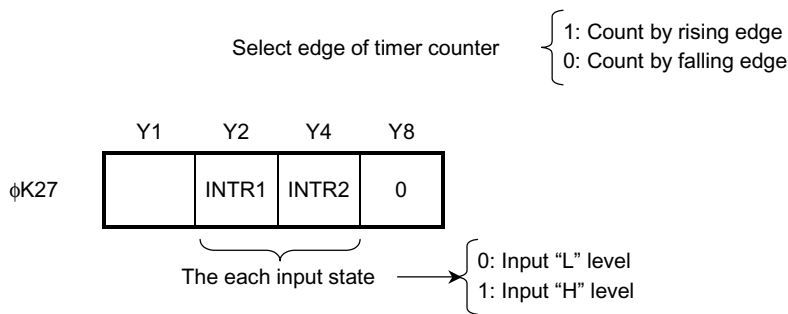 Select edge of timer counter
1: Count by rising edge
0: Count by falling edge
Y1 Y2 Y4 Y8
ϕK27 INTR1 INTR2 0
The each input state
0: Input “L” level
1: Input “H” level